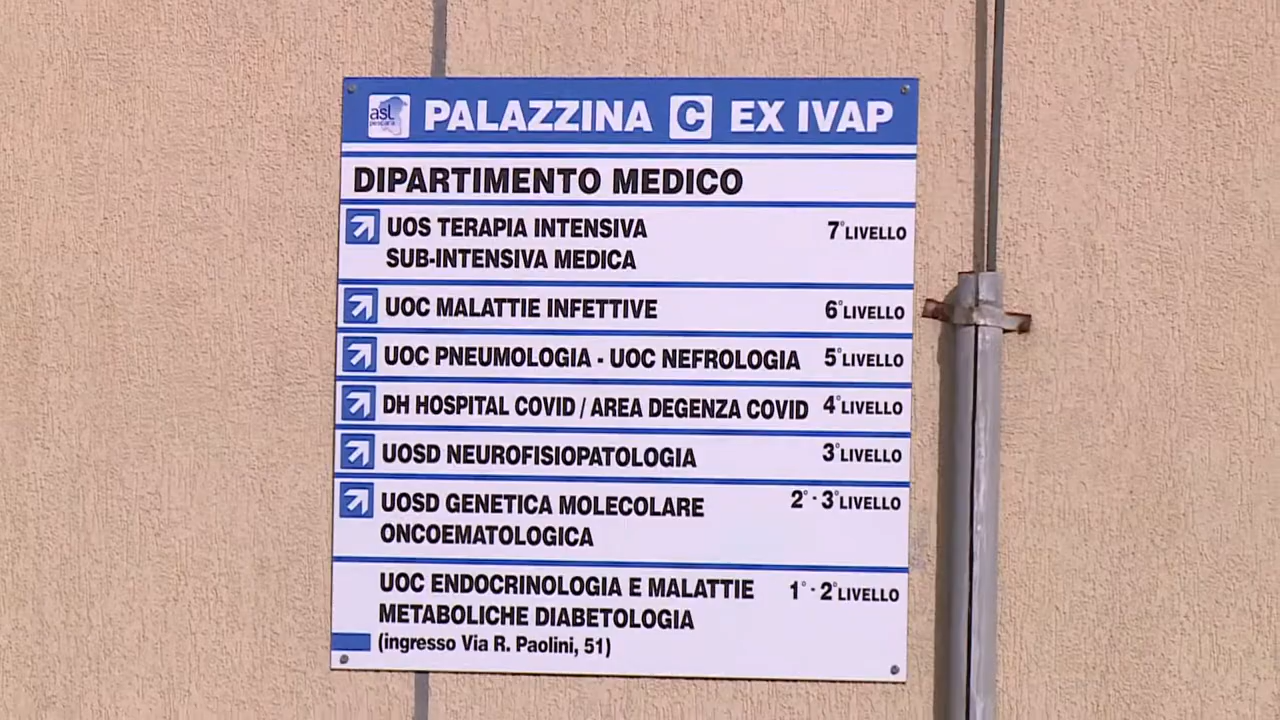 asl
pescara
PALAZZINA C EX IVAP
DIPARTIMENTO MEDICO
UOS TERAPIA INTENSIVA 7° LIVELLO
SUB-INTENSIVA MEDICA
UOC MALATTIE INFETTIVE 6° LIVELLO
UOC PNEUMOLOGIA - UOC NEFROLOGIA 5° LIVELLO
DH HOSPITAL COVID / AREA DEGENZA COVID 4° LIVELLO
UOSD NEUROFISIOPATOLOGIA 3° LIVELLO
UOSD GENETICA MOLECOLARE 2° - 3° LIVELLO
ONCOEMATOLOGICA
UOC ENDOCRINOLOGIA E MALATTIE 1° - 2° LIVELLO
METABOLICHE DIABETOLOGIA
(ingresso Via R. Paolini, 51)